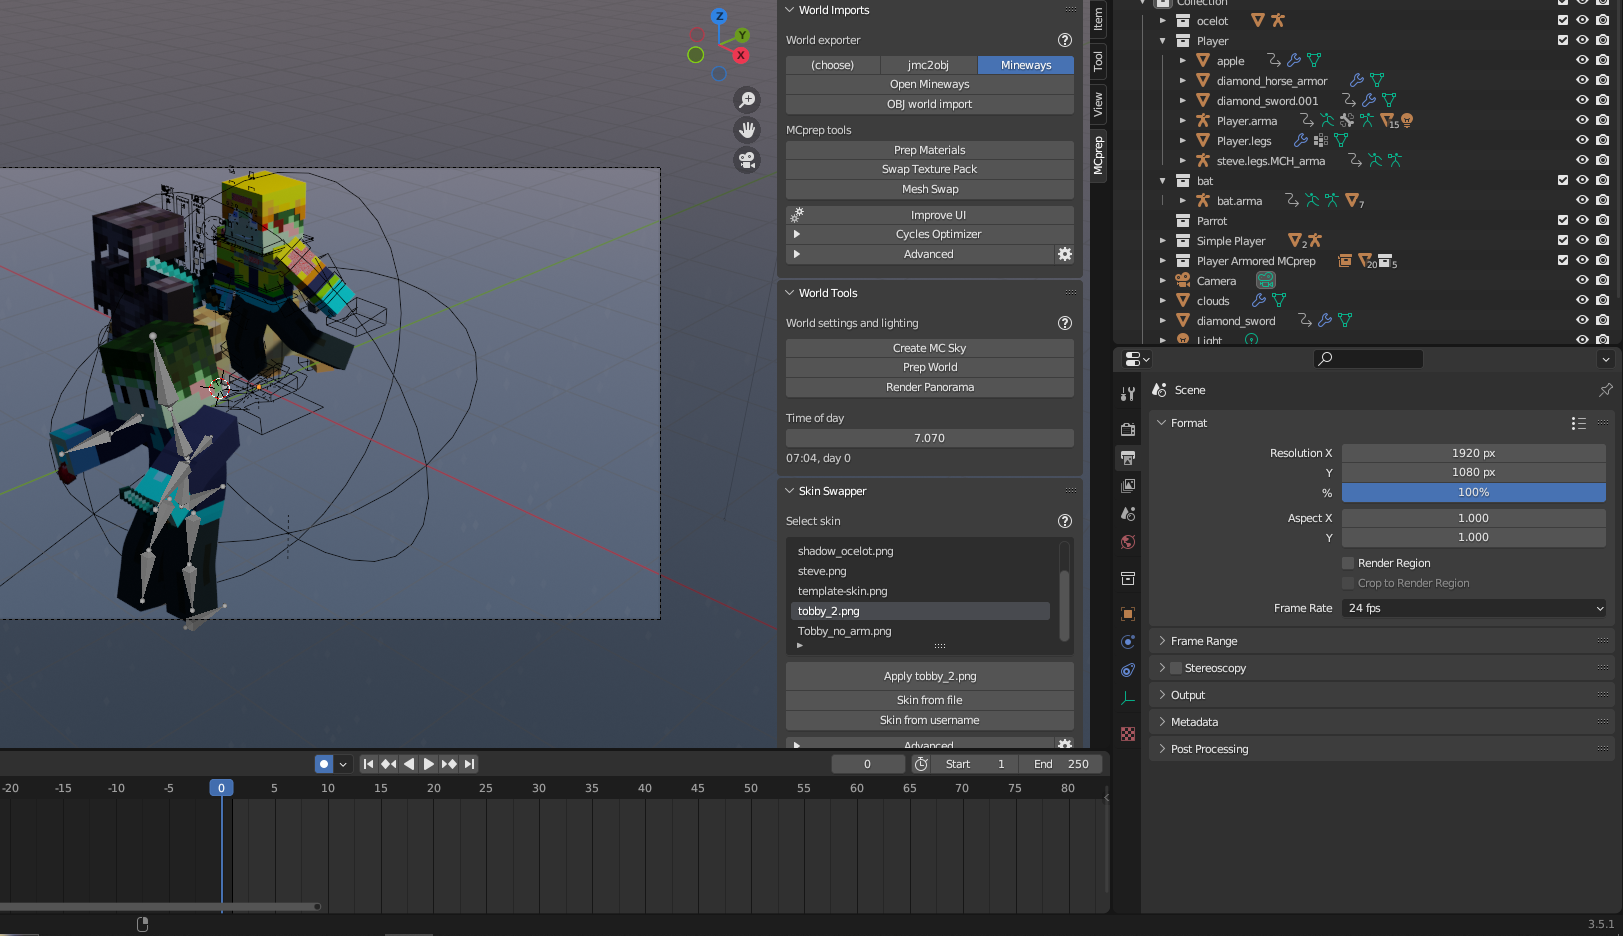 World Imports
World exporter
(choose) jmc2obj Mineways
Open Mineways
OBJ world import
MCprep tools
Prep Materials
Swap Texture Pack
Mesh Swap
Improve UI
Cycles Optimizer
Advanced
World Tools
World settings and lighting
Create MC Sky
Prep World
Render Panorama
Time of day
7.070
07:04, day 0
Skin Swapper
Select skin
shadow_ocelot.png
steve.png
template-skin.png
tobby_2.png
Tobby_no_arm.png
Apply tobby_2.png
Skin from file
Skin from username
Advanced
Z
Y
X
Item
Tool
View
MCprep
Collection
ocelot
Player
apple
diamond_horse_armor
diamond_sword.001
Player.arma 15
Player.legs
steve.legs.MCH_arma
bat
bat.arma 7
Parrot
Simple Player 2
Player Armored MCprep 20 5
Camera
clouds
diamond_sword
Light
Scene
Format
Resolution X 1920 px
Y 1080 px
% 100%
Aspect X 1.000
Y 1.000
Render Region
Crop to Render Region
Frame Rate 24 fps
Frame Range
Stereoscopy
Output
Metadata
Post Processing
0 Start 1 End 250
-20 -15 -10 -5 0 5 10 15 20 25 30 35 40 45 50 55 60 65 70 75 80
3.5.1